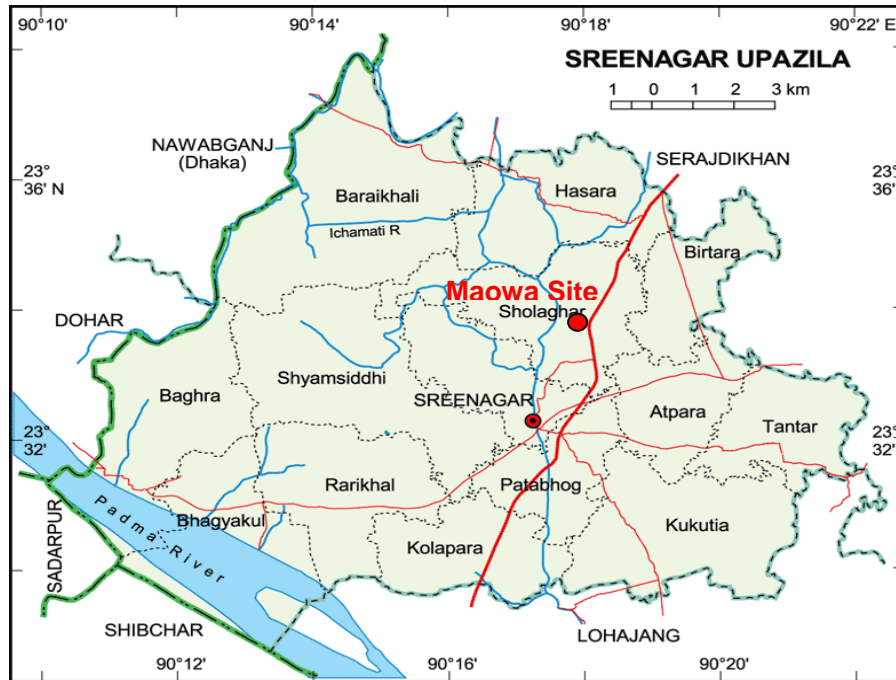 90°10'
90°14'
90°18'
90°22' E
SREENAGAR UPAZILA
1 0 1 2 3 km
NAWABGANJ
(Dhaka)
SERAJDIKHAN
23°
36' N
23°
36'
Baraikhali
Hasara
Ichamati R
Birtara
Maowa Site
Sholaghar
DOHAR
Baghra
Shyamsiddhi
SREENAGAR
Atpara
Tantar
23°
32'
23°
32'
Rarikhal
Patabhog
Bhagyakul
Kukutia
Kolapara
Padma River
SADARPUR
SHIBCHAR
LOHAJANG
90°12'
90°16'
90°20'